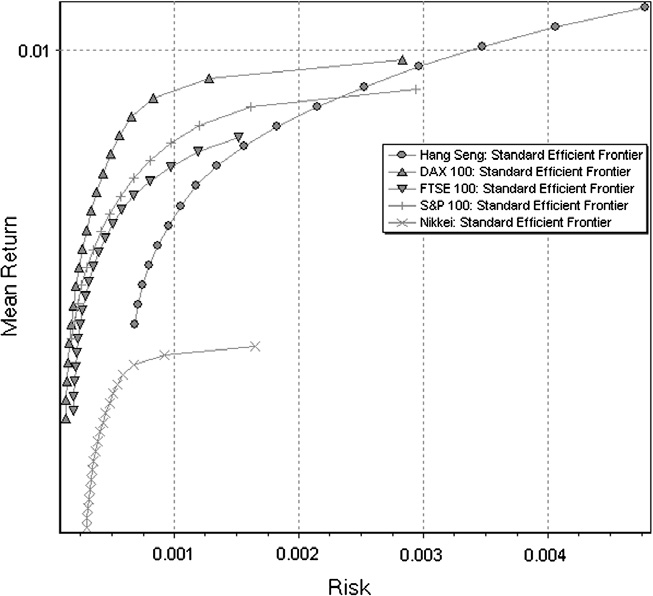 0.01
Mean Return
Hang Seng: Standard Efficient Frontier
DAX 100: Standard Efficient Frontier
FTSE 100: Standard Efficient Frontier
S&P 100: Standard Efficient Frontier
Nikkei: Standard Efficient Frontier
0.001 0.002 0.003 0.004
Risk